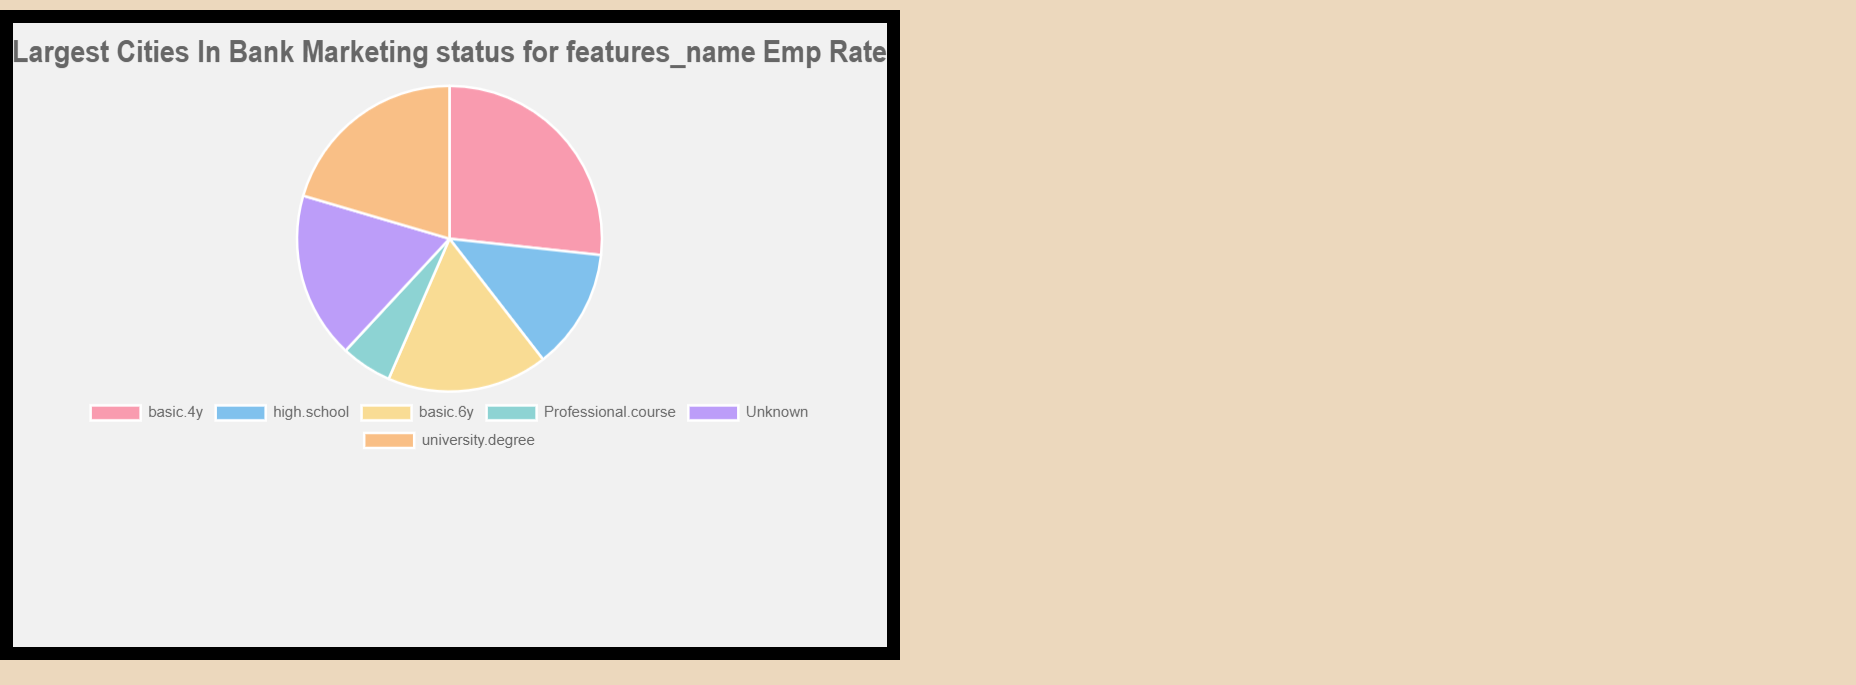 Largest Cities In Bank Marketing status for features_name Emp Rate
basic.4y high.school basic.6y Professional.course Unknown
university.degree